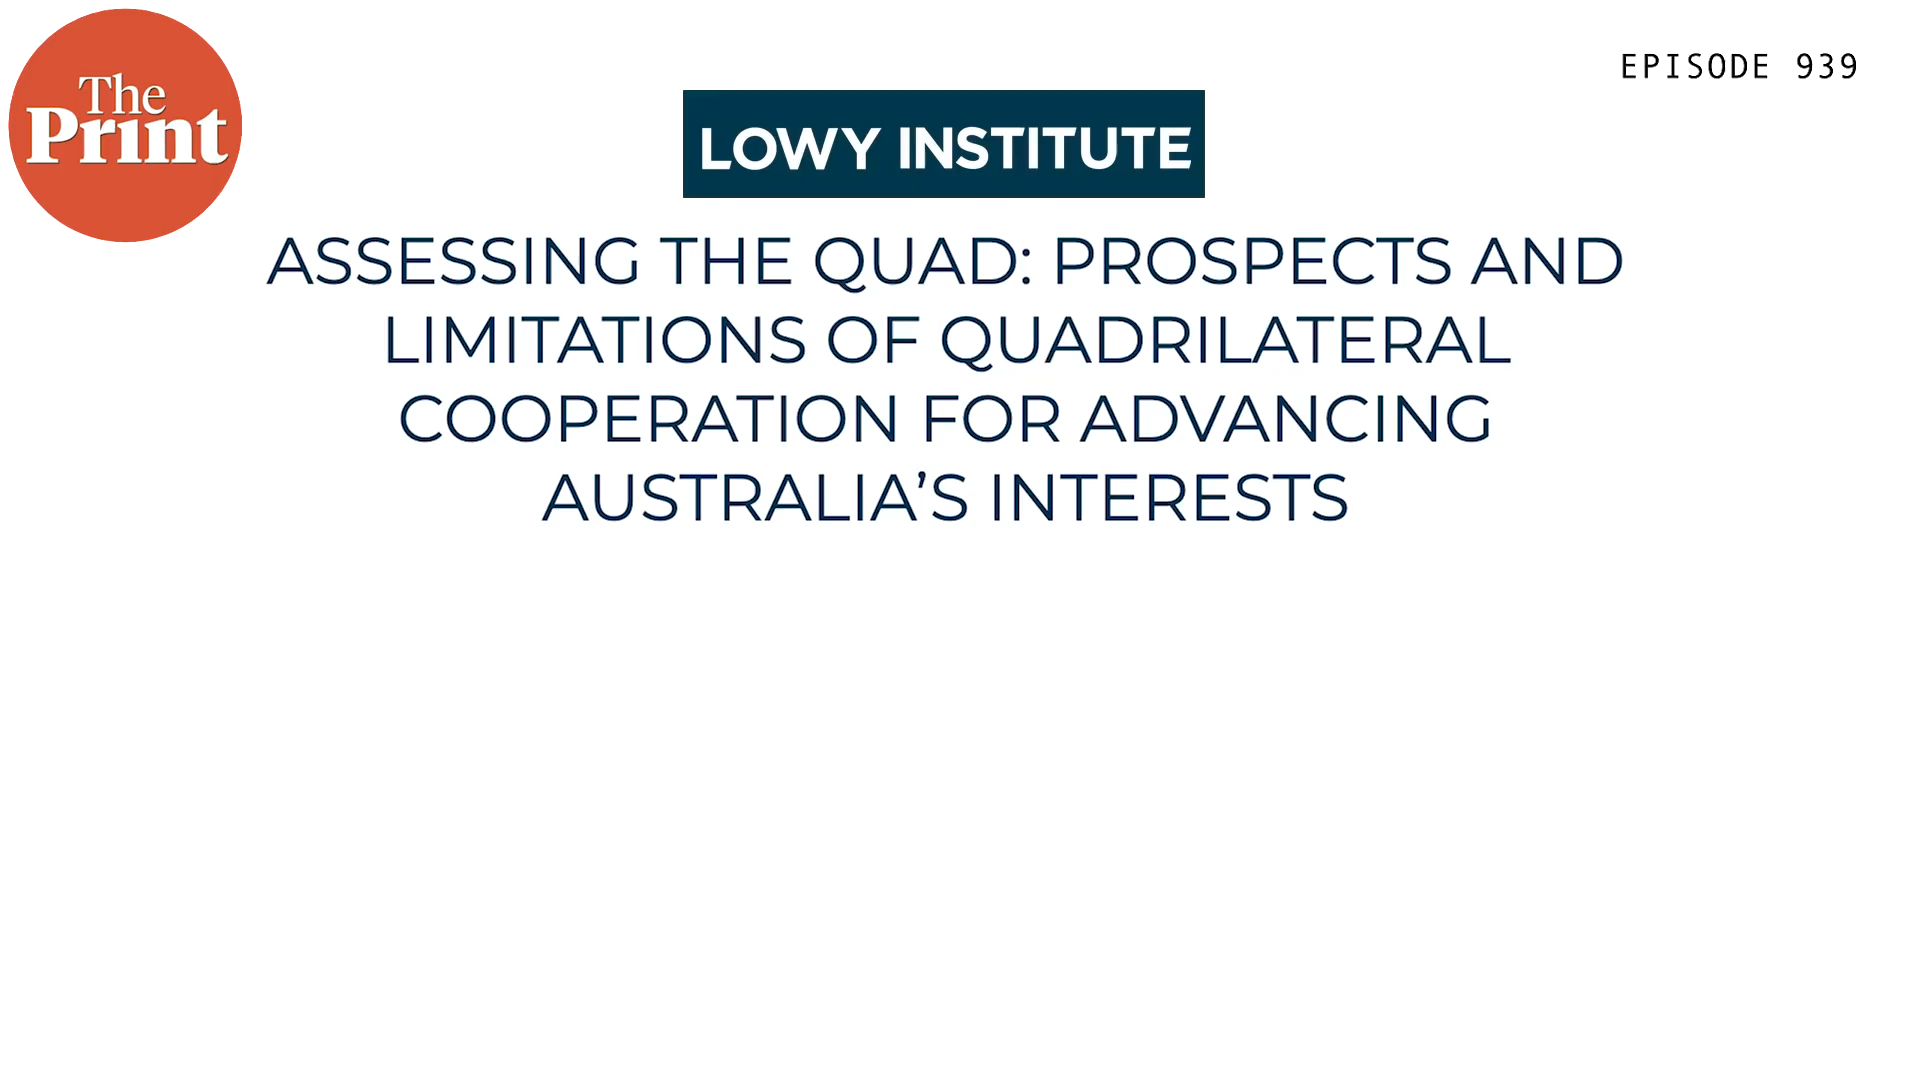 The
Print
EPISODE 939
LOWY INSTITUTE
ASSESSING THE QUAD: PROSPECTS AND
LIMITATIONS OF QUADRILATERAL
COOPERATION FOR ADVANCING
AUSTRALIA’S INTERESTS